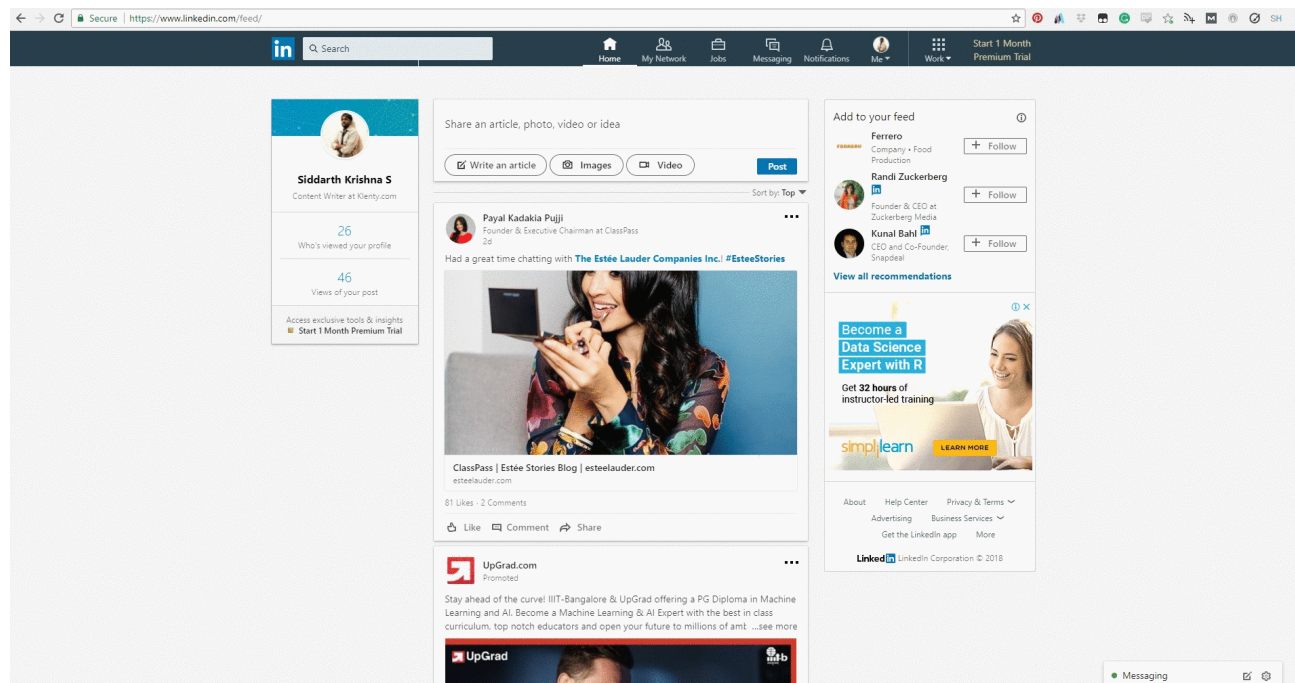 Secure | https://www.linkedin.com/feed/
SH
in
Search
Home
My Network
Jobs
Messaging
Notifications
Me
Work
Start 1 Month
Premium Trial
Siddarth Krishna S
Content Writer at Klenty.com
26
Who's viewed your profile
46
Views of your post
Access exclusive tools & insights
Start 1 Month Premium Trial
Share an article, photo, video or idea
Write an article
Images
Video
Post
Sort by: Top
Payal Kadakia Pujji
Founder & Executive Chairman at ClassPass
2d
Had a great time chatting with The Estée Lauder Companies Inc.! #EsteeStories
ClassPass | Estée Stories Blog | esteelauder.com
esteelauder.com
81 Likes · 2 Comments
Like
Comment
Share
UpGrad.com
Promoted
Stay ahead of the curve! IIIT-Bangalore & UpGrad offering a PG Diploma in Machine
Learning and AI. Become a Machine Learning & AI Expert with the best in class
curriculum, top notch educators and open your future to millions of amb ...see more
UpGrad
Add to your feed
FERRERO
Ferrero
Company • Food
Production
+ Follow
Randi Zuckerberg
in
Founder & CEO at
Zuckerberg Media
+ Follow
Kunal Bahl in
CEO and Co-Founder,
Snapdeal
+ Follow
View all recommendations
Become a
Data Science
Expert with R
Get 32 hours of
instructor-led training
simplilearn
LEARN MORE
About
Help Center
Privacy & Terms
Advertising
Business Services
Get the LinkedIn app
More
LinkedIn LinkedIn Corporation © 2018
Messaging